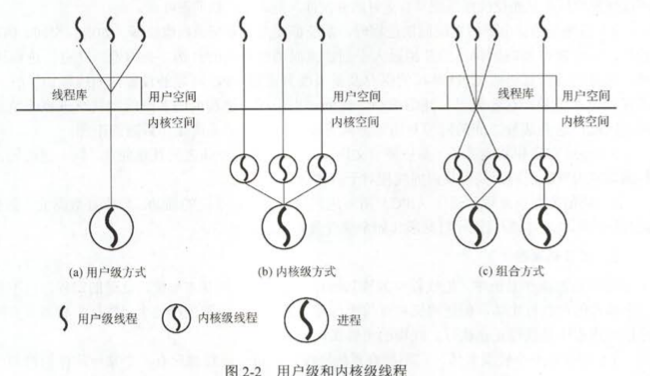 线程库 用户空间 用户空间 线程库 用户空间
内核空间 内核空间 内核空间
(a) 用户级方式 (b) 内核级方式 (c) 组合方式
用户级线程 内核级线程 进程
图 2-2 用户级和内核级线程